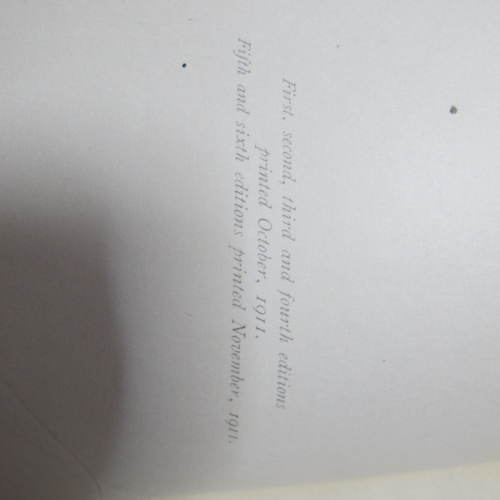 First, second, third and fourth editions
printed October, 1911.
Fifth and sixth editions printed November, 1911.